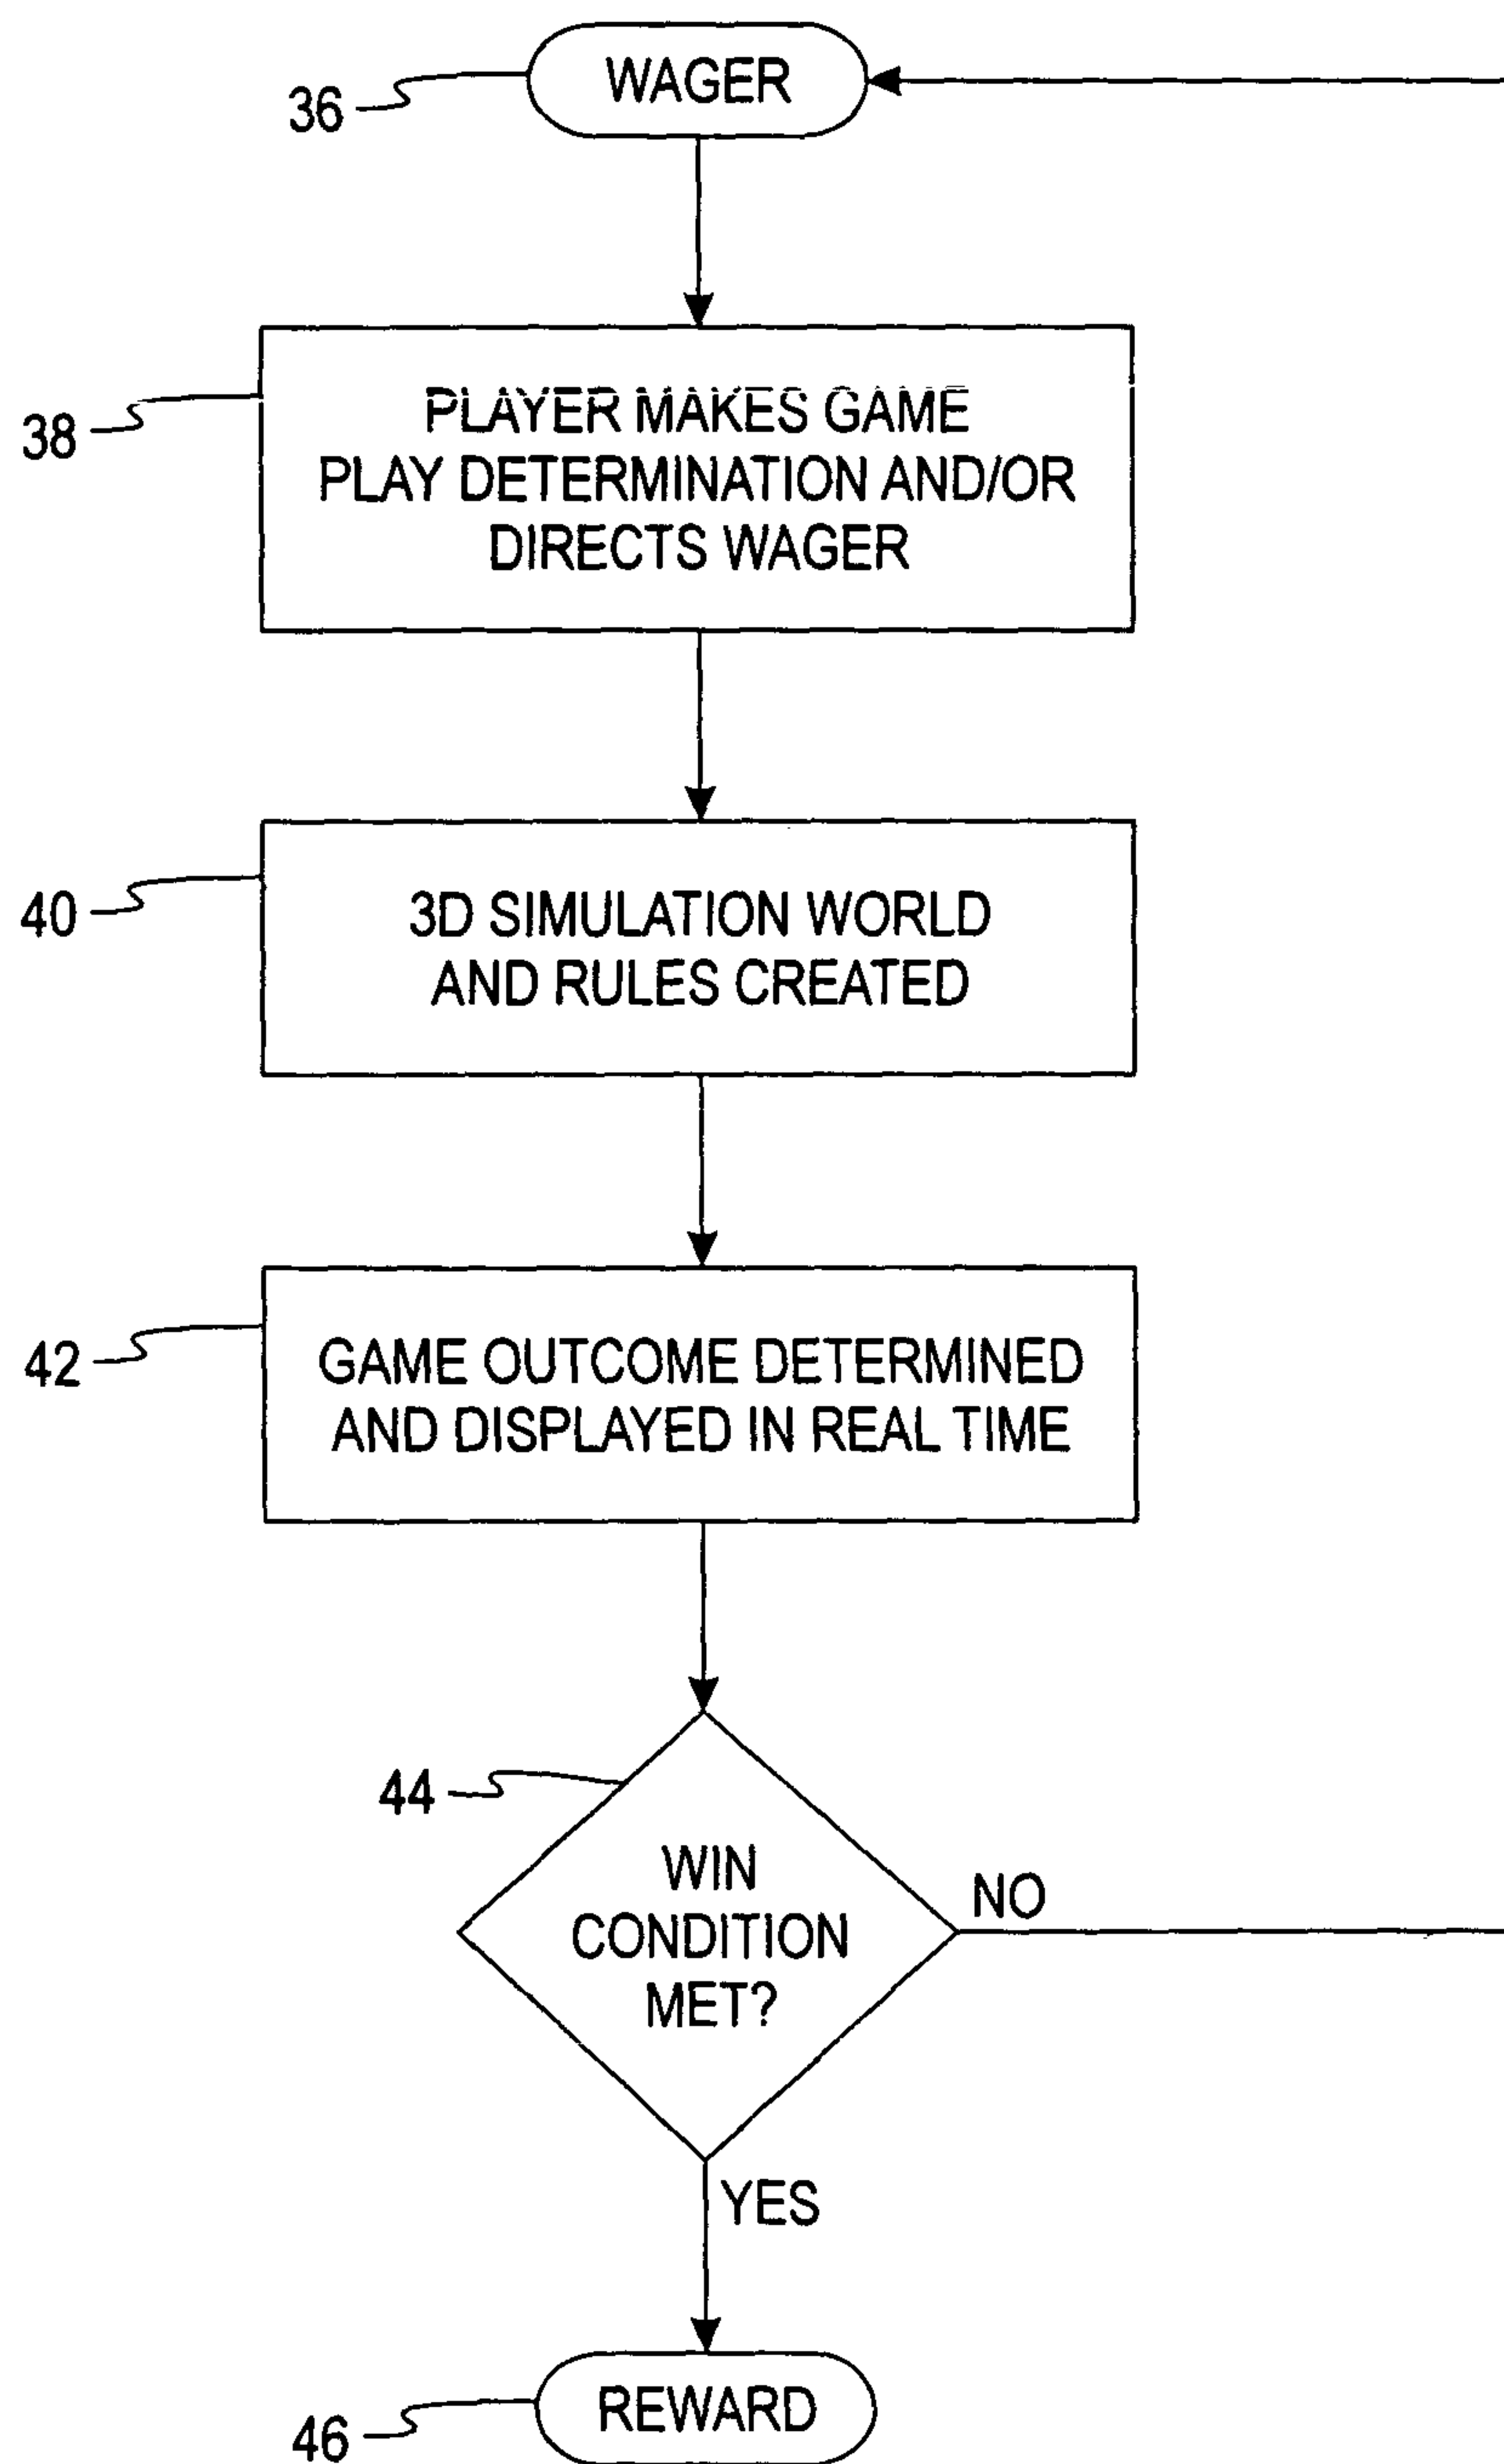 WAGER
36
PLAYER MAKES GAME
PLAY DETERMINATION AND/OR
DIRECTS WAGER
38
3D SIMULATION WORLD
AND RULES CREATED
40
GAME OUTCOME DETERMINED
AND DISPLAYED IN REAL TIME
42
44
WIN
CONDITION
MET?
NO
YES
REWARD
46